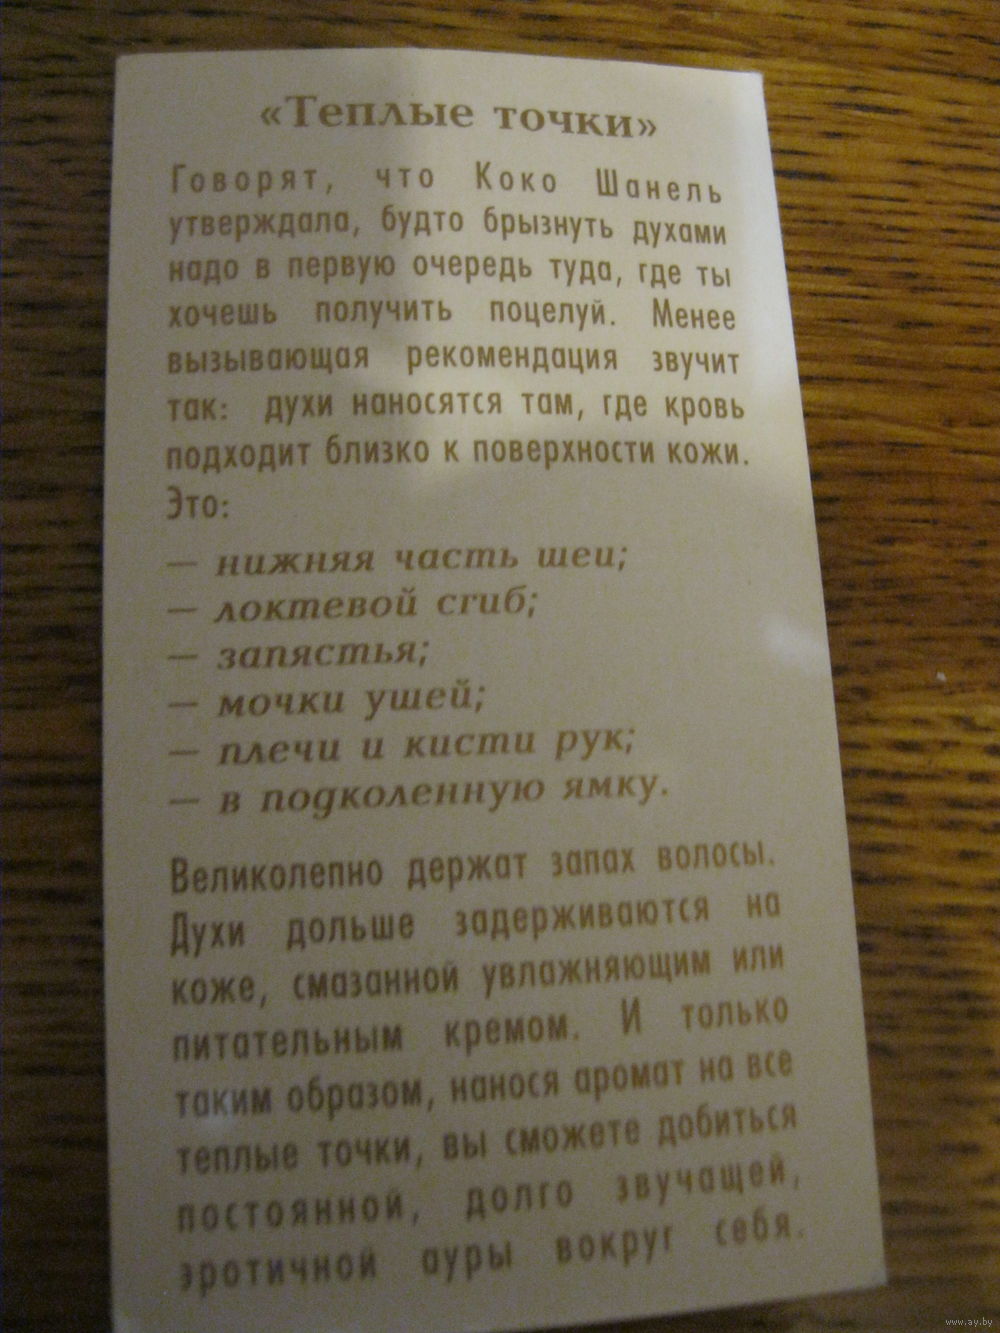 «Теплые точки»
Говорят, что Коко Шанель
утверждала, будто брызнуть духами
надо в первую очередь туда, где ты
хочешь получить поцелуй. Менее
вызывающая рекомендация звучит
так: духи наносятся там, где кровь
подходит близко к поверхности кожи.
Это:
— нижняя часть шеи;
— локтевой сгиб;
— запястья;
— мочки ушей;
— плечи и кисти рук;
— в подколенную ямку.
Великолепно держат запах волосы.
Духи дольше задерживаются на
коже, смазанной увлажняющим или
питательным кремом. И только
таким образом, нанося аромат на все
теплые точки, вы сможете добиться
постоянной, долго звучащей,
эротичной ауры вокруг себя.
www.ay.by